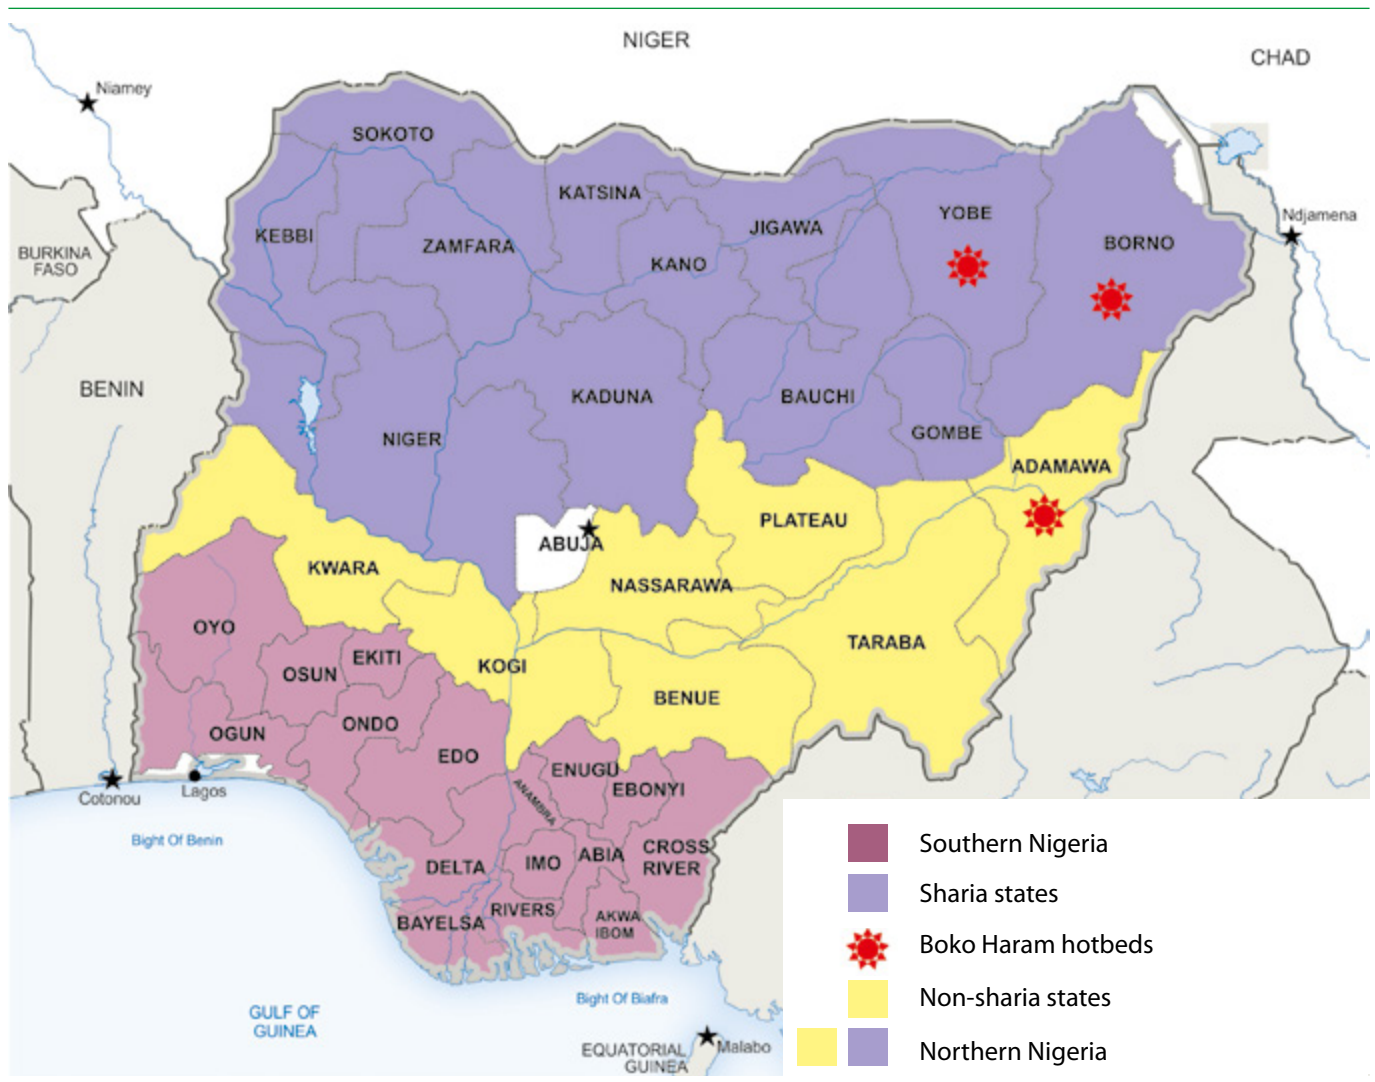 NIGER
CHAD
Niamey
SOKOTO
KATSINA
KEBBI
ZAMFARA
JIGAWA
YOBE
KANO
BORNO
Ndjamena
BURKINA
FASO
BENIN
KADUNA
BAUCHI
NIGER
GOMBE
ADAMAWA
PLATEAU
ABUJA
KWARA
NASSARAWA
OYO
TARABA
OSUN
EKITI
KOGI
BENUE
OGUN
ONDO
EDO
ENUGU
EBONYI
ANAMBRA
Cotonou
Lagos
Bight Of Benin
DELTA
IMO
ABIA
CROSS
RIVER
BAYELSA
RIVERS
AKWA
IBOM
GULF OF
GUINEA
Bight Of Biafra
EQUATORIAL
GUINEA
Malabo
Southern Nigeria
Sharia states
Boko Haram hotbeds
Non-sharia states
Northern Nigeria